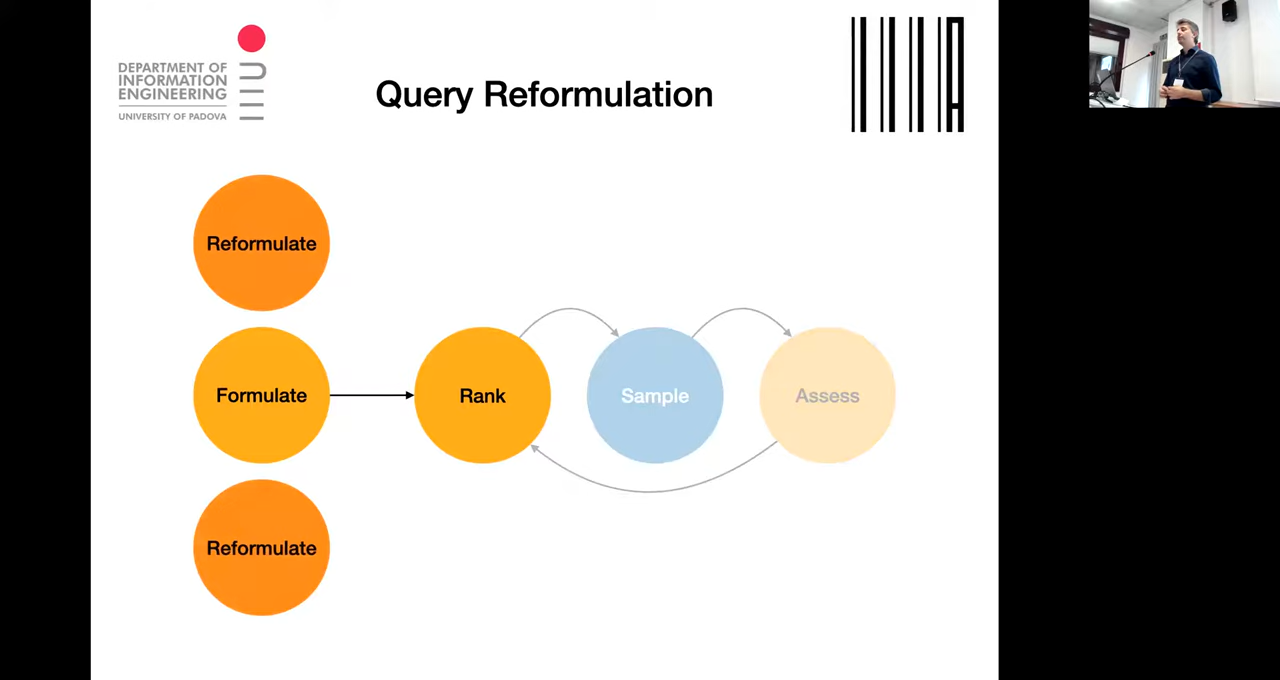 DEPARTMENT OF
INFORMATION
ENGINEERING
UNIVERSITY OF PADOVA
Query Reformulation
Reformulate
Formulate
Rank
Sample
Assess
Reformulate